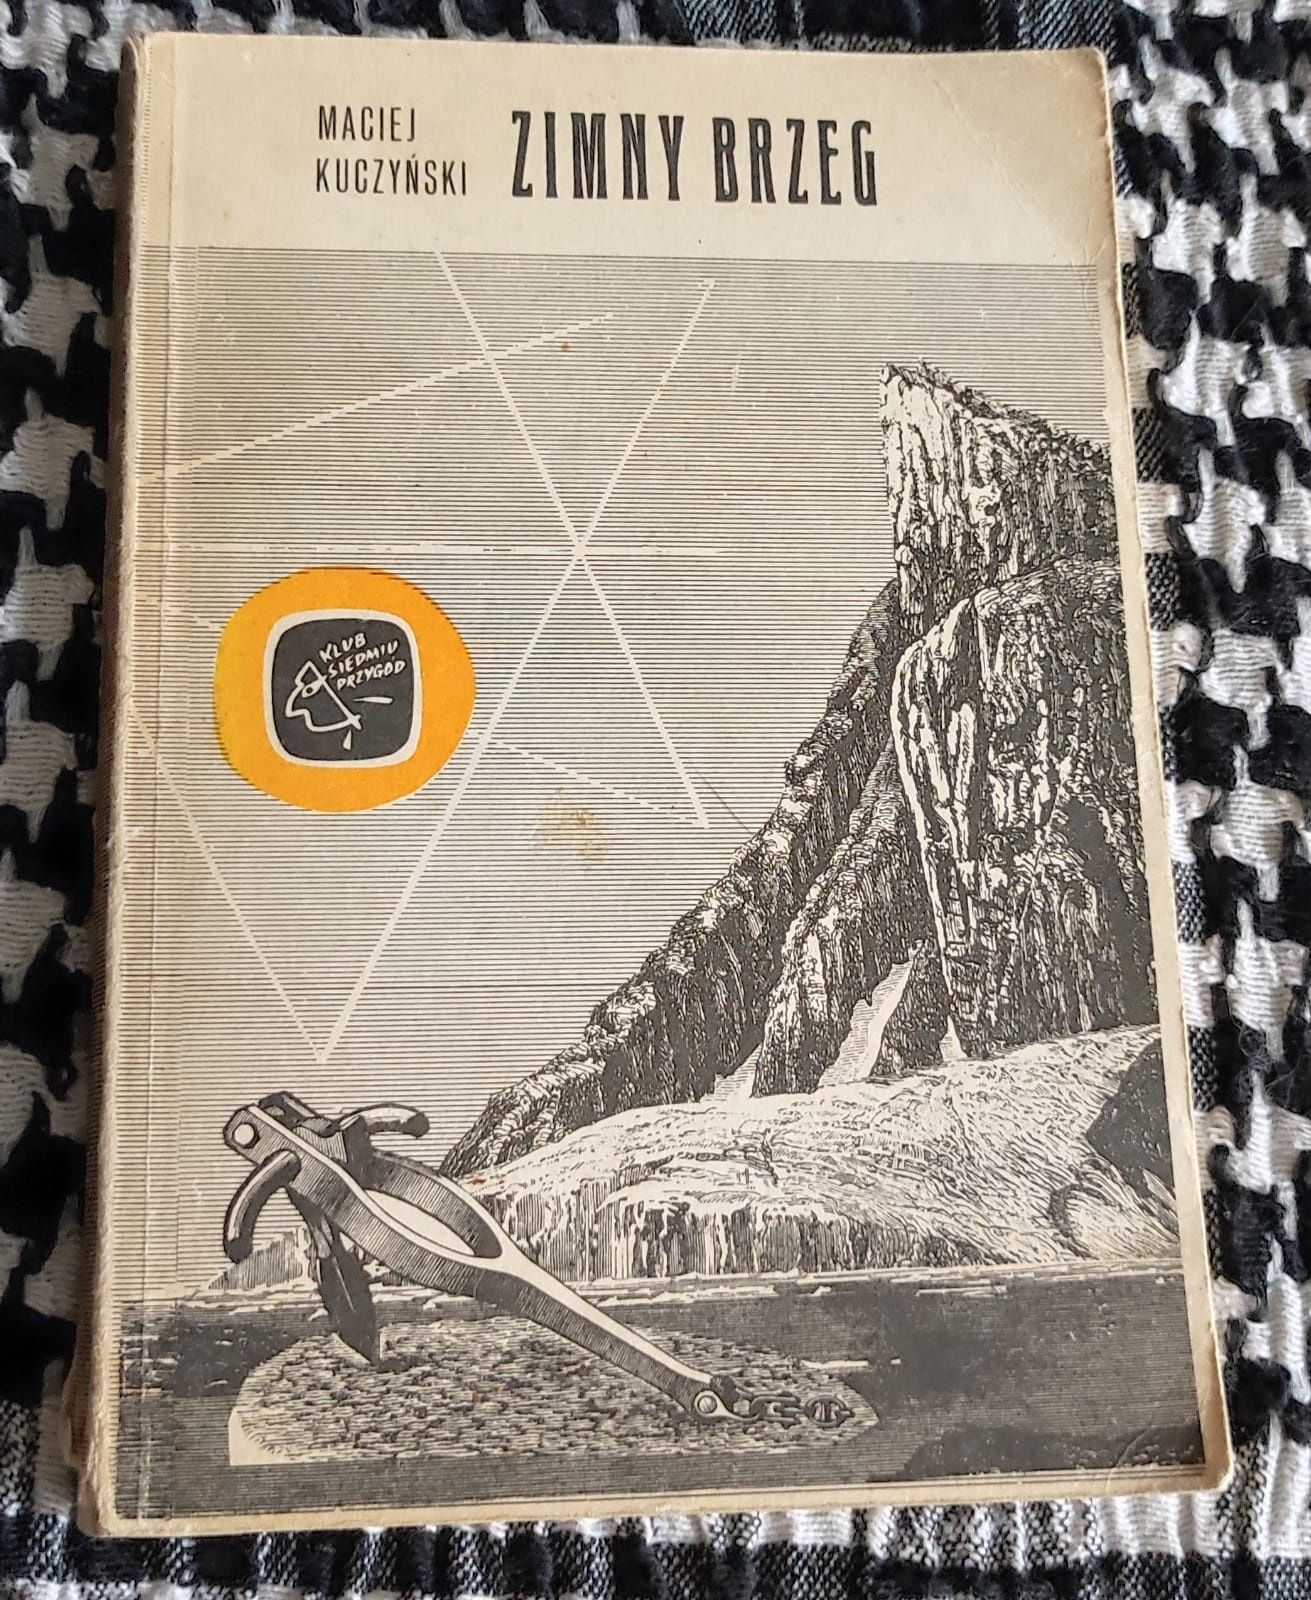 MACIEJ
KUCZYŃSKI
ZIMNY BRZEG
KLUB
SIEDMIU
PRZYGÓD